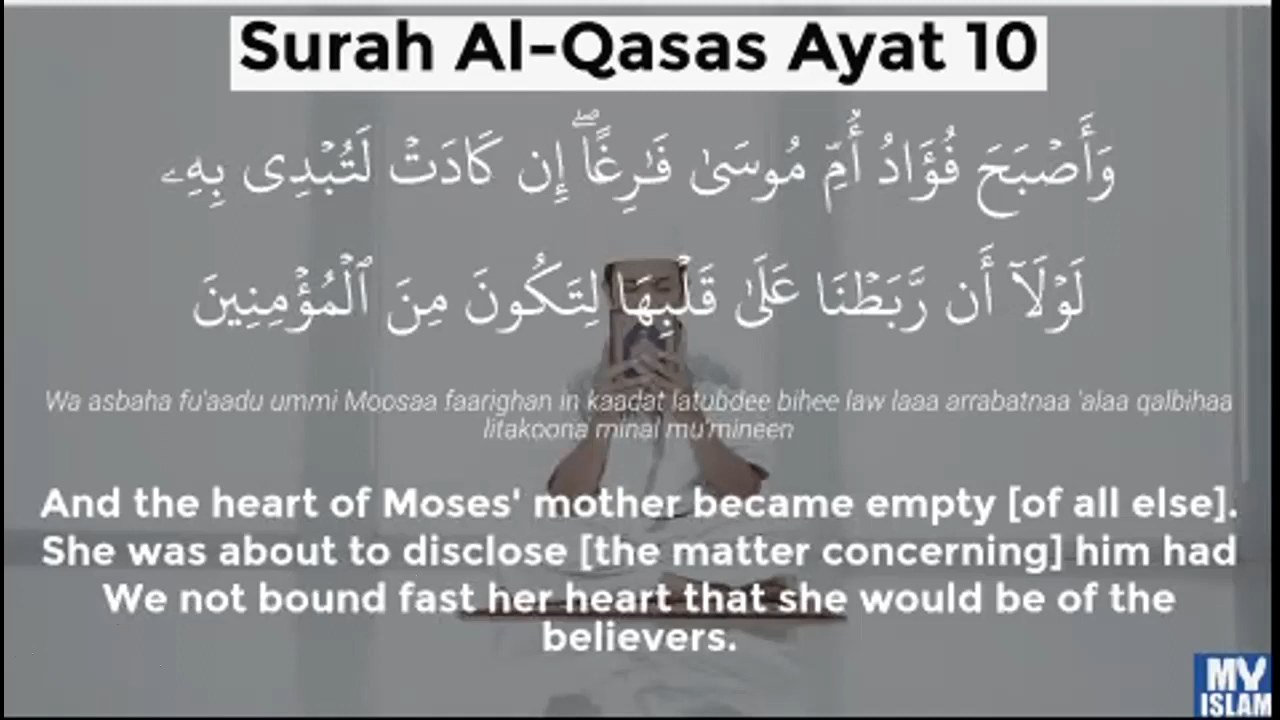 Surah Al-Qasas Ayat 10
وَأَصْبَحَ فُؤَادُ أُمِّ مُوسَىٰ فَـٰرِغًا ۖ إِن كَادَتْ لَتُبْدِى بِهِۦ
لَوْلَآ أَن رَّبَطْنَا عَلَىٰ قَلْبِهَا لِتَكُونَ مِنَ ٱلْمُؤْمِنِينَ
Wa asbaha fu'aadu ummi Moosaa faarighan in kaadat latubdee bihee law laaa arrabatnaa 'alaa qalbihaa
litakoona minal mu'mineen
And the heart of Moses' mother became empty [of all else].
She was about to disclose [the matter concerning] him had
We not bound fast her heart that she would be of the
believers.
MY
ISLAM